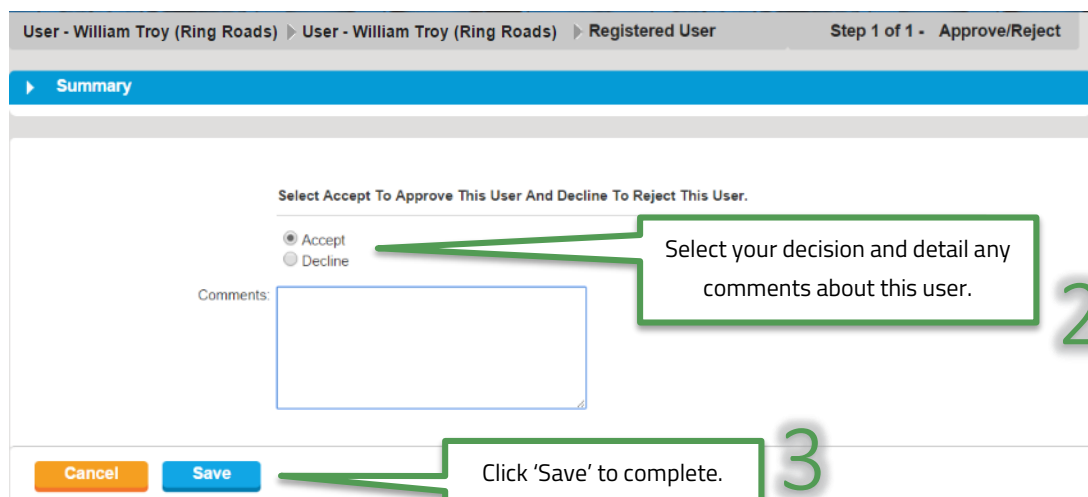 User - William Troy (Ring Roads) User - William Troy (Ring Roads) Registered User Step 1 of 1 - Approve/Reject
Summary
Select Accept To Approve This User And Decline To Reject This User.
Accept
Decline
Select your decision and detail any
comments about this user.
2
Comments:
3
Cancel Save
Click ‘Save’ to complete.